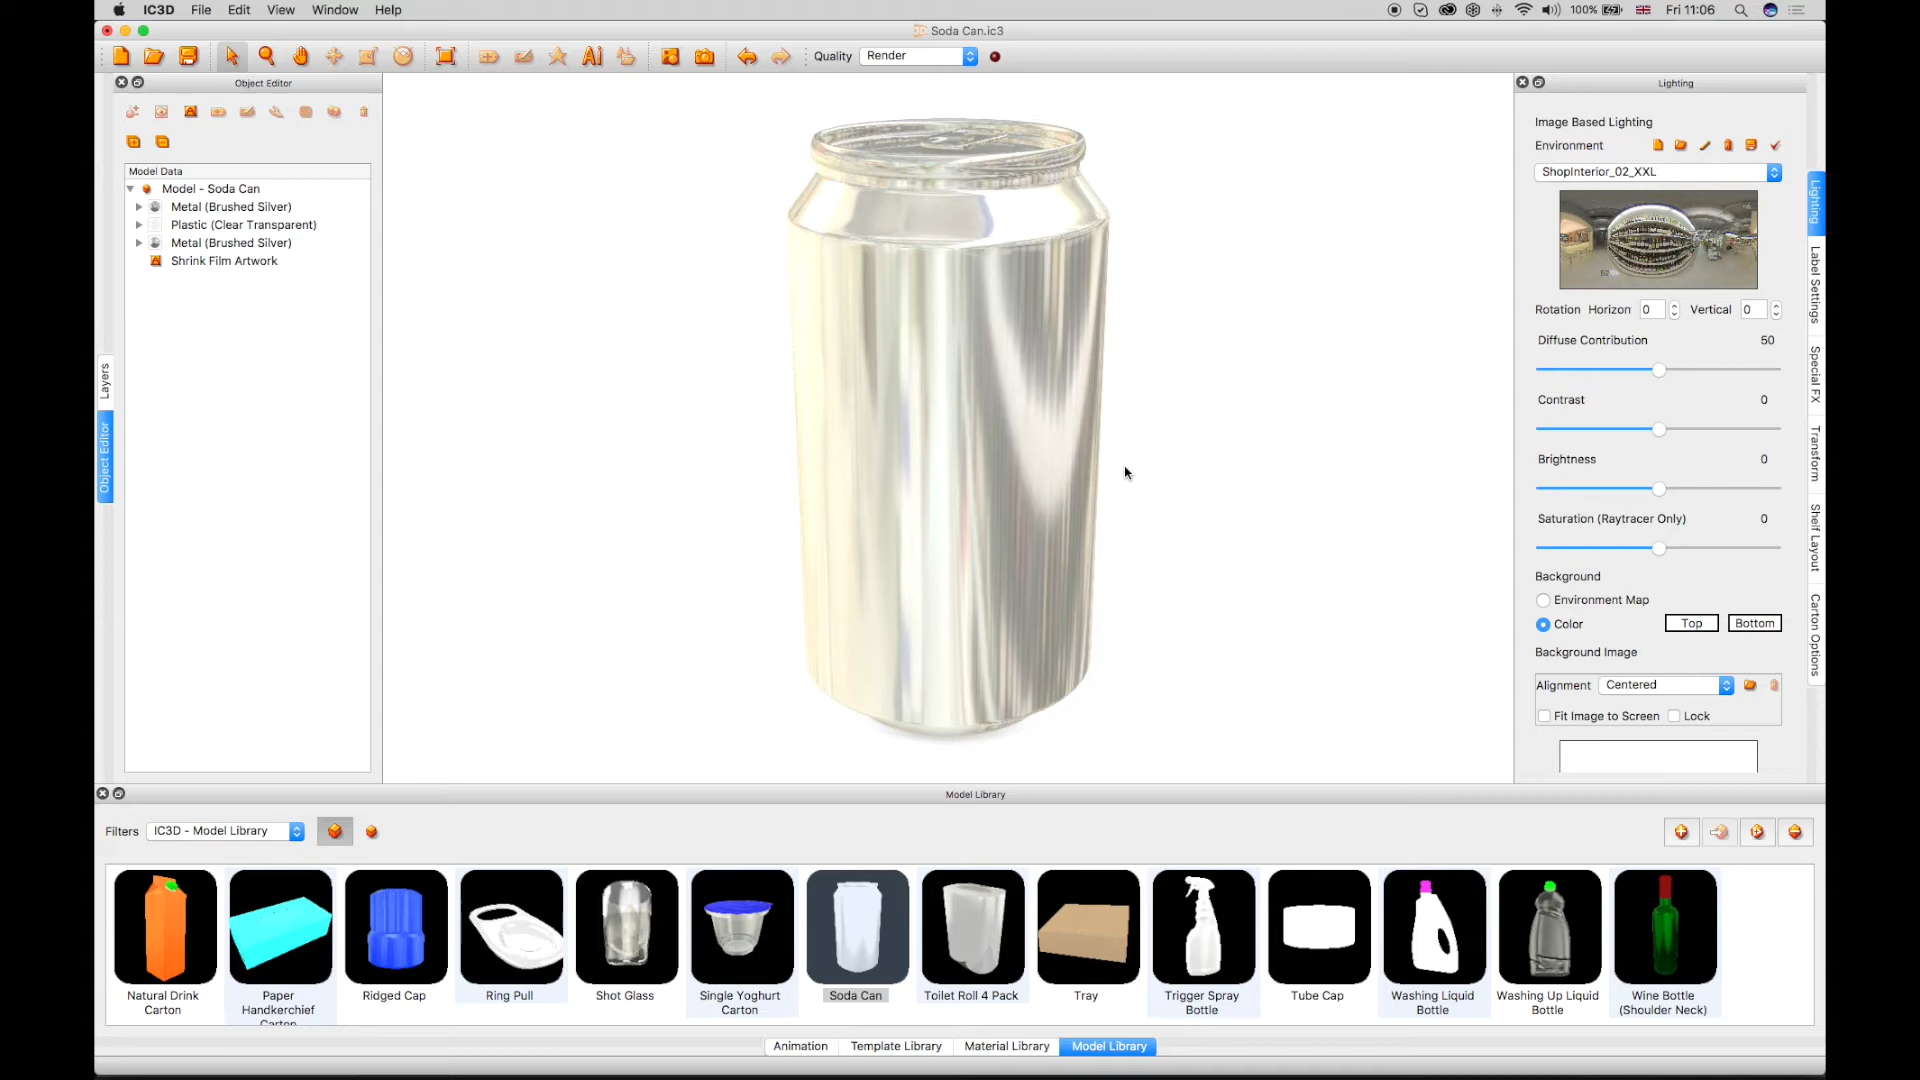 IC3D File Edit View Window Help
100% Fri 11:06
Soda Can.ic3
Ai Quality Render
Object Editor
Model Data
Model - Soda Can
Metal (Brushed Silver)
Plastic (Clear Transparent)
Metal (Brushed Silver)
Shrink Film Artwork
Layers
Object Editor
Lighting
Image Based Lighting
Environment
ShopInterior_02_XXL
Rotation Horizon 0 Vertical 0
Diffuse Contribution 50
Contrast 0
Brightness 0
Saturation (Raytracer Only) 0
Background
Environment Map
Color Top Bottom
Background Image
Alignment Centered
Fit Image to Screen Lock
Lighting
Label Settings
Special FX
Transform
Shelf Layout
Carton Options
Model Library
Filters IC3D - Model Library
Natural Drink
Carton
Paper
Handkerchief
Carton
Ridged Cap
Ring Pull
Shot Glass
Single Yoghurt
Carton
Soda Can
Toilet Roll 4 Pack
Tray
Trigger Spray
Bottle
Tube Cap
Washing Liquid
Bottle
Washing Up Liquid
Bottle
Wine Bottle
(Shoulder Neck)
Animation Template Library Material Library Model Library